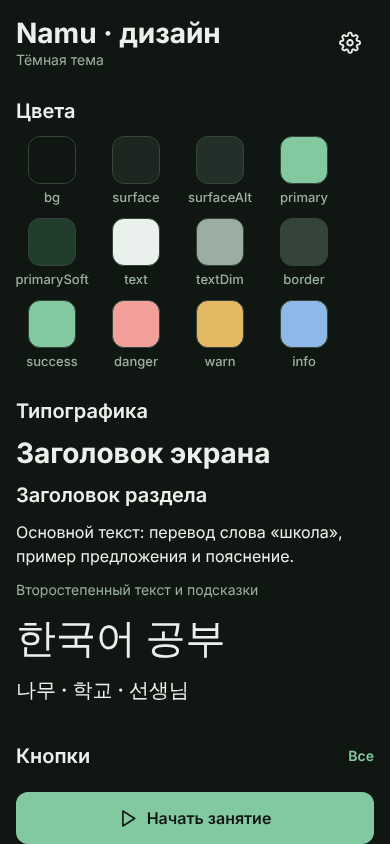 Namu · дизайн
Тёмная тема
Цвета
bg surface surfaceAlt primary
primarySoft text textDim border
success danger warn info
Типографика
Заголовок экрана
Заголовок раздела
Основной текст: перевод слова «школа»,
пример предложения и пояснение.
Второстепенный текст и подсказки
한국어 공부
나무 · 학교 · 선생님
Кнопки Все
Начать занятие